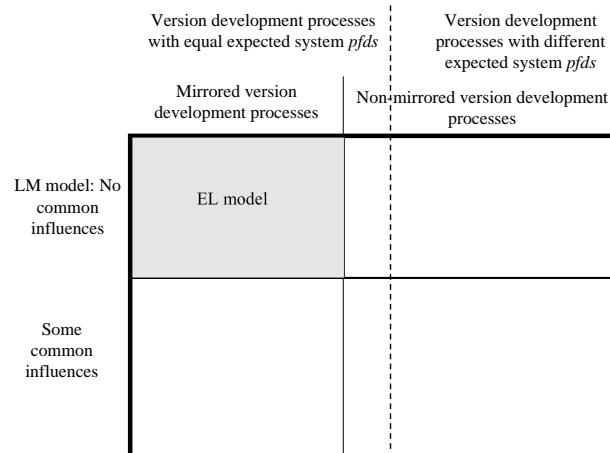 Version development processes
with equal expected system pfds
Version development
processes with different
expected system pfds
Mirrored version
development processes
Non-mirrored version development
processes
LM model: No
common
influences
EL model
Some
common
influences